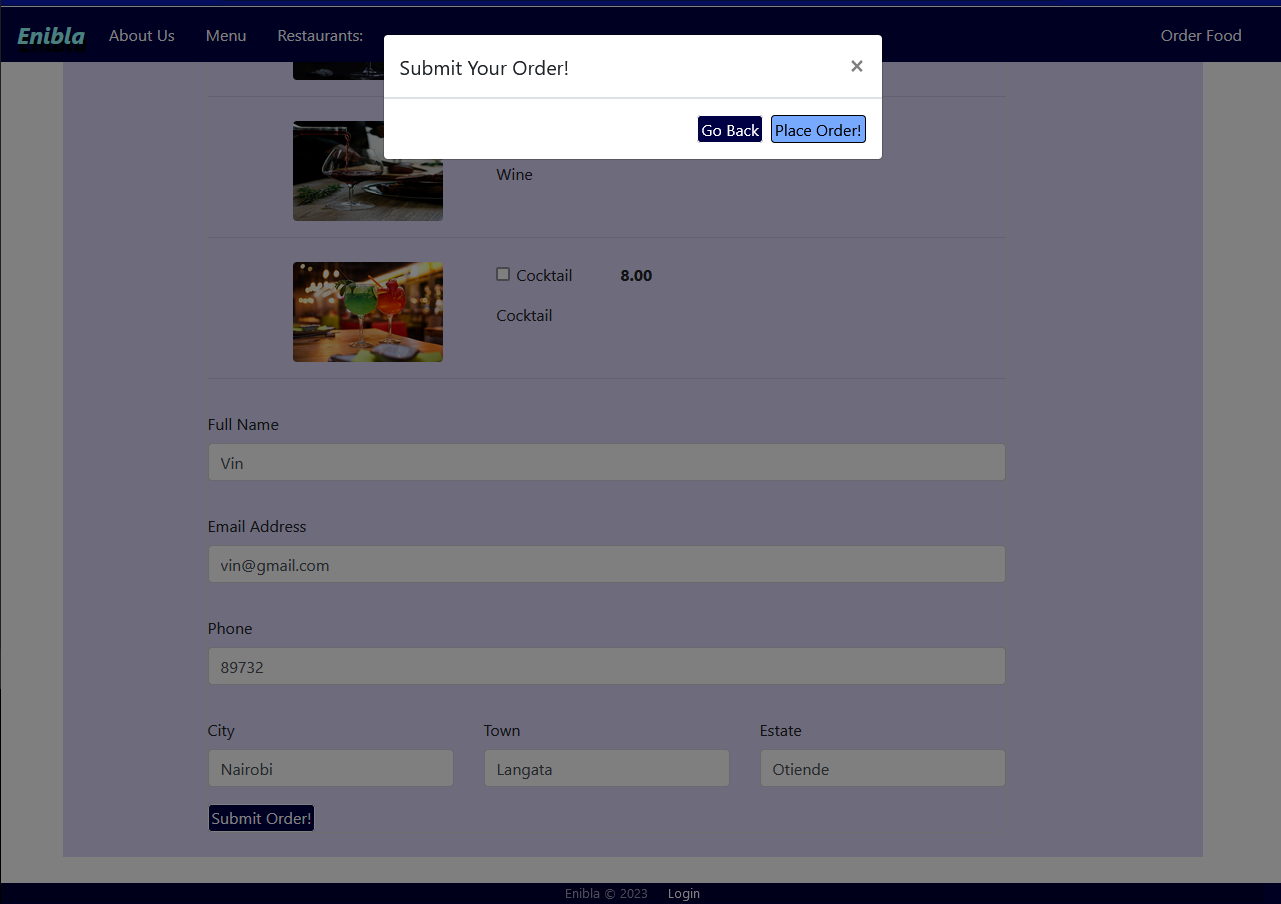 Enibla About Us Menu Restaurants: Order Food
Submit Your Order! ×
Go Back Place Order!
Wine
Cocktail 8.00
Cocktail
Full Name
Vin
Email Address
vin@gmail.com
Phone
89732
City Town Estate
Nairobi Langata Otiende
Submit Order!
Enibla © 2023 Login